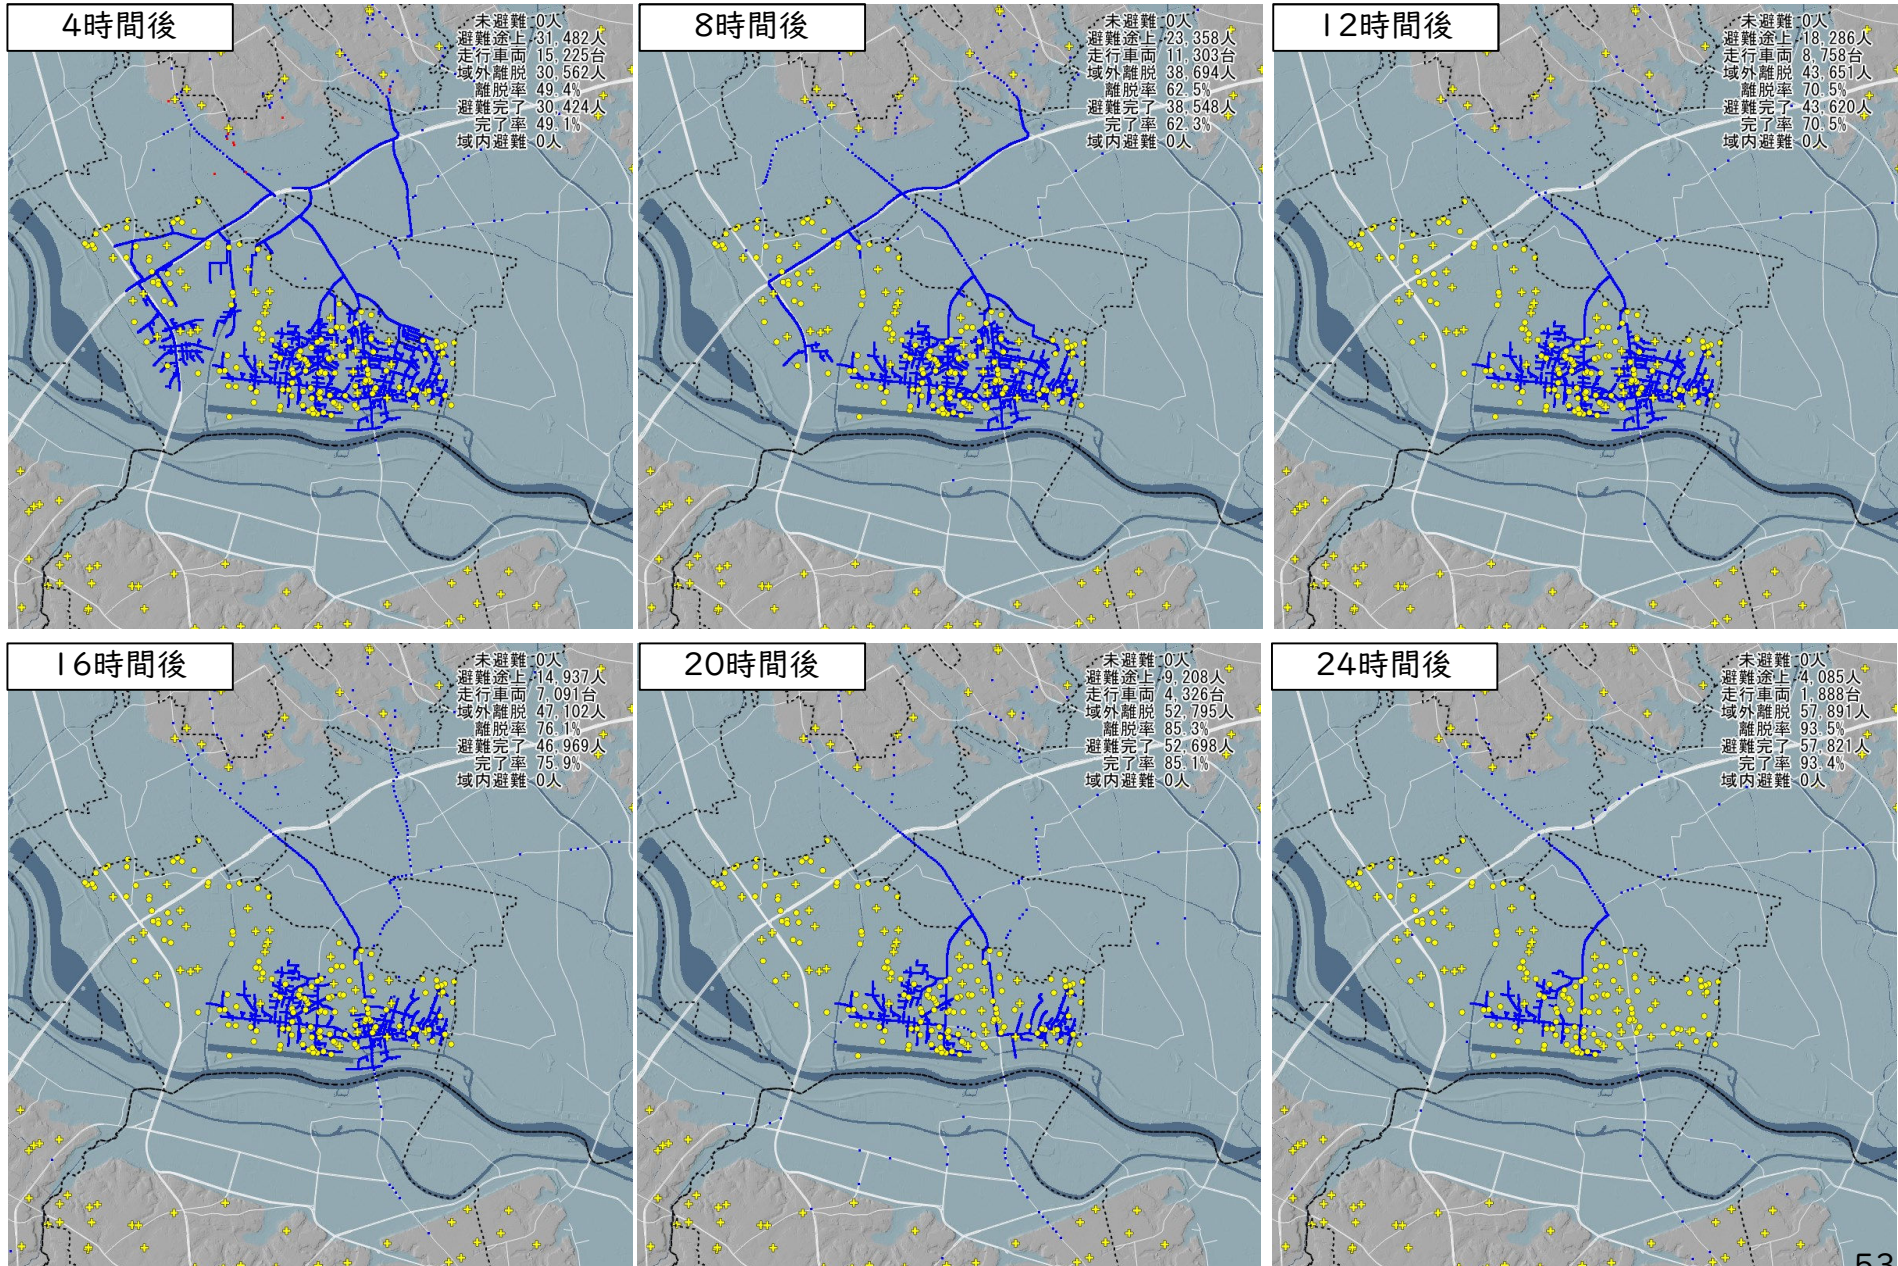 4時間後
未避難 0人
避難途上 31,482人
走行車両 15,225台
域外離脱 30,562人
離脱率 49.4%
避難完了 30,424人
完了率 49.1%
域内避難 0人
8時間後
未避難 0人
避難途上 23,358人
走行車両 11,303台
域外離脱 38,694人
離脱率 62.5%
避難完了 38,548人
完了率 62.3%
域内避難 0人
12時間後
未避難 0人
避難途上 18,286人
走行車両 8,758台
域外離脱 43,651人
離脱率 70.5%
避難完了 43,620人
完了率 70.5%
域内避難 0人
16時間後
未避難 0人
避難途上 14,937人
走行車両 7,091台
域外離脱 47,102人
離脱率 76.1%
避難完了 46,969人
完了率 75.9%
域内避難 0人
20時間後
未避難 0人
避難途上 9,208人
走行車両 4,326台
域外離脱 52,795人
離脱率 85.3%
避難完了 52,698人
完了率 85.1%
域内避難 0人
24時間後
未避難 0人
避難途上 4,085人
走行車両 1,888台
域外離脱 57,891人
離脱率 93.5%
避難完了 57,821人
完了率 93.4%
域内避難 0人
53